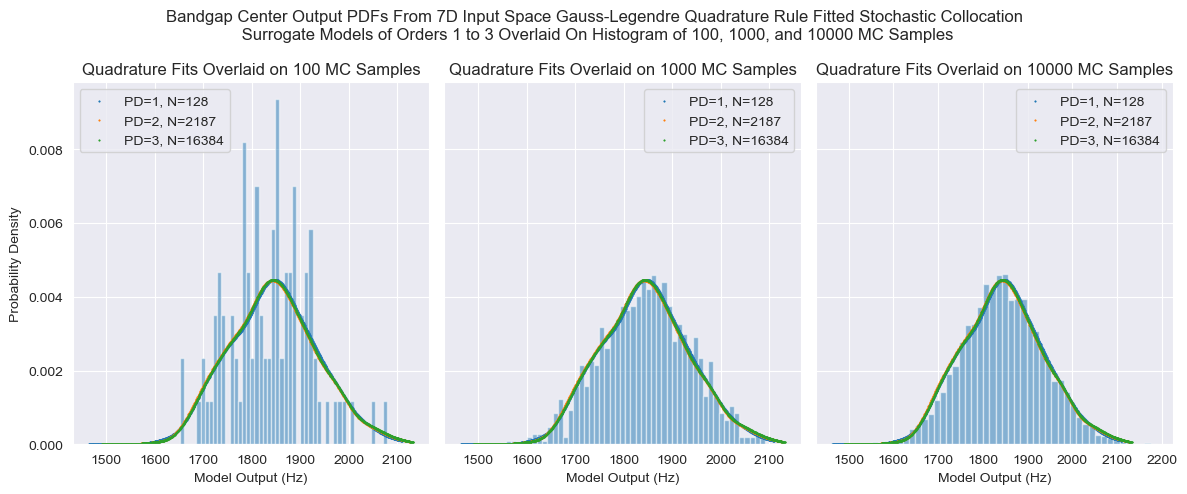 Bandgap Center Output PDFs From 7D Input Space Gauss-Legendre Quadrature Rule Fitted Stochastic Collocation
Surrogate Models of Orders 1 to 3 Overlaid On Histogram of 100, 1000, and 10000 MC Samples
Quadrature Fits Overlaid on 100 MC Samples
Quadrature Fits Overlaid on 1000 MC Samples
Quadrature Fits Overlaid on 10000 MC Samples
PD=1, N=128
PD=2, N=2187
PD=3, N=16384
PD=1, N=128
PD=2, N=2187
PD=3, N=16384
PD=1, N=128
PD=2, N=2187
PD=3, N=16384
Probability Density
0.008
0.006
0.004
0.002
0.000
1500 1600 1700 1800 1900 2000 2100
1500 1600 1700 1800 1900 2000 2100
1500 1600 1700 1800 1900 2000 2100 2200
Model Output (Hz)
Model Output (Hz)
Model Output (Hz)